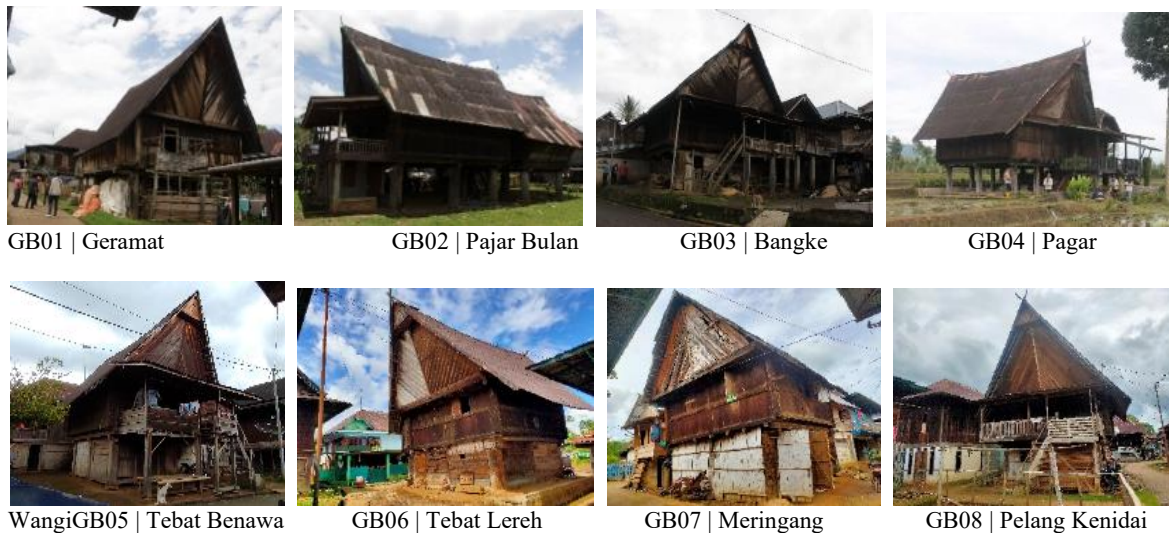 GB01 | Geramat GB02 | Pajar Bulan GB03 | Bangke GB04 | Pagar
WangiGB05 | Tebat Benawa GB06 | Tebat Lereh GB07 | Meringang GB08 | Pelang Kenidai